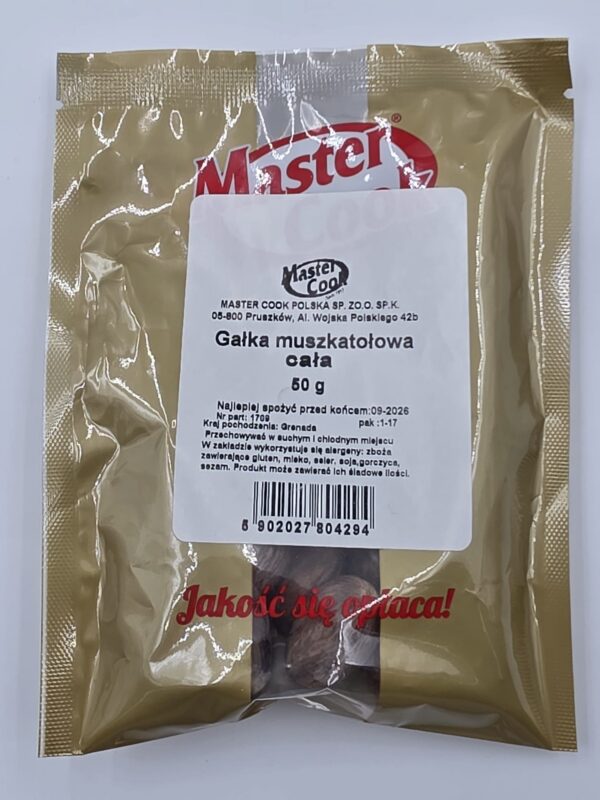 Master®
Cook
Master
Cook
MASTER COOK POLSKA SP. ZO.O. SP.K.
05-800 Pruszków, Al. Wojska Polskiego 42b
Gałka muszkatołowa
cała
50 g
Najlepiej spożyć przed końcem:09-2026
Nr part: 1769 pak :1-17
Kraj pochodzenia: Grenada
Przechowywać w suchym i chłodnym miejscu
W zakładzie wykorzystuje się alergeny: zboża
zawierające gluten, mleko, seler, soja,gorczyca,
sezam. Produkt może zawierać ich śladowe ilości.
5 902027 804294
Jakość się opłaca!